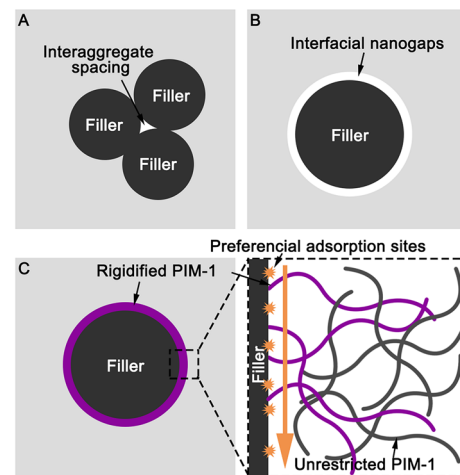 A
Interaggregate
spacing
Filler
Filler
Filler
B
Interfacial nanogaps
Filler
C
Rigidified PIM-1
Filler
Preferencial adsorption sites
Filler
Unrestricted PIM-1